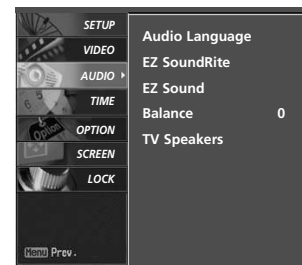 SETUP
VIDEO
AUDIO
TIME
OPTION
SCREEN
LOCK
Menu Prev.
Audio Language
EZ SoundRite
EZ Sound
Balance 0
TV Speakers
Option